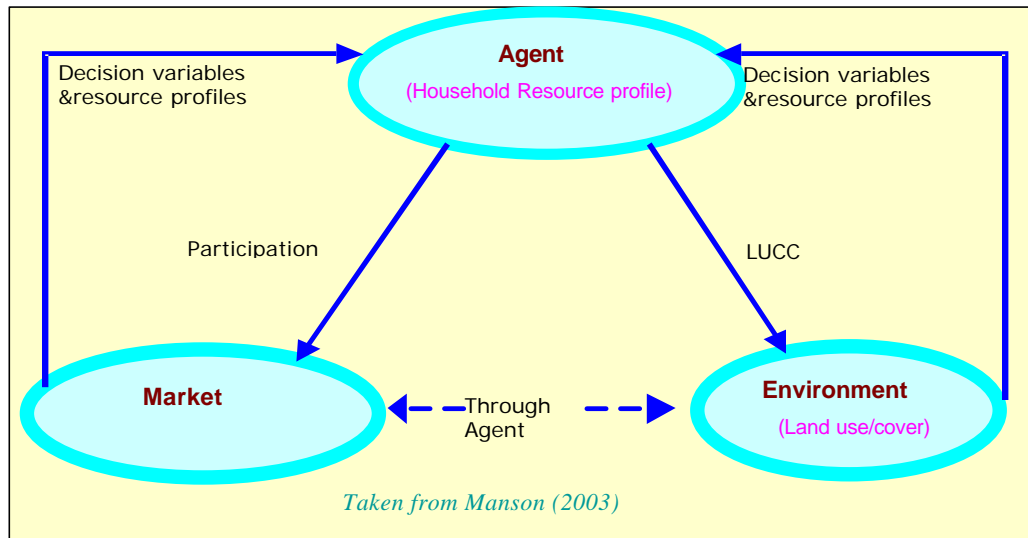 Agent
(Household Resource profile)
Decision variables
&resource profiles
Decision variables
&resource profiles
Participation
LUCC
Market
Through
Agent
Environment
(Land use/cover)
Taken from Manson (2003)